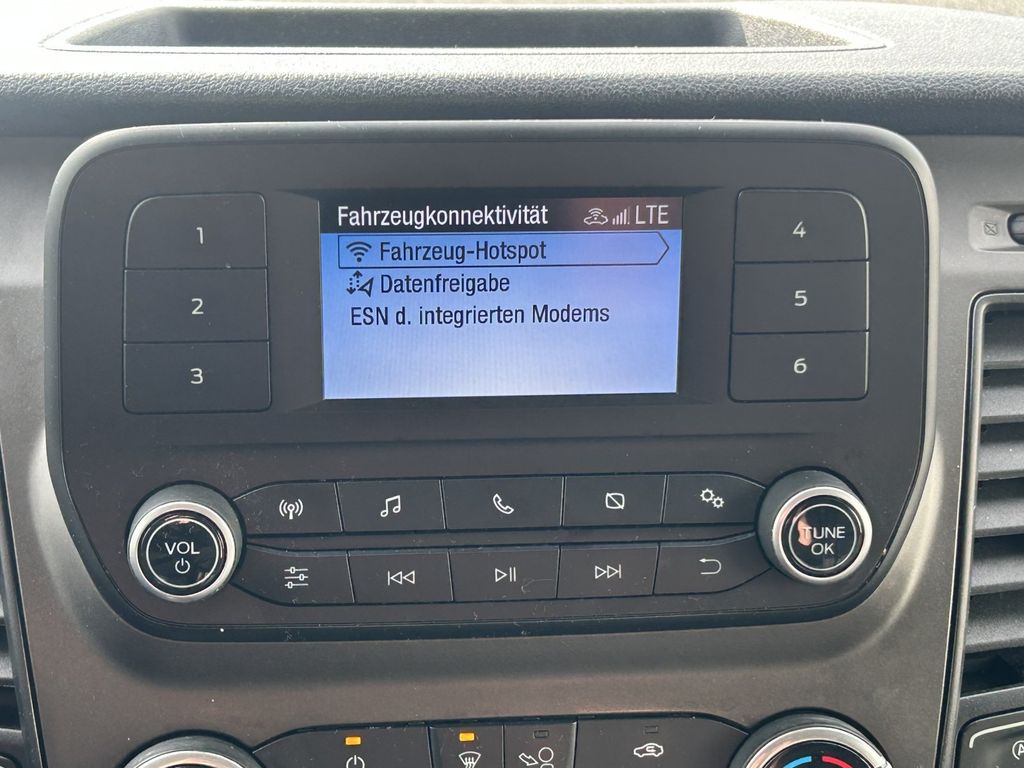 Fahrzeugkonnektivität LTE
Fahrzeug-Hotspot
Datenfreigabe
ESN d. integrierten Modems
1
2
3
4
5
6
VOL
TUNE
OK